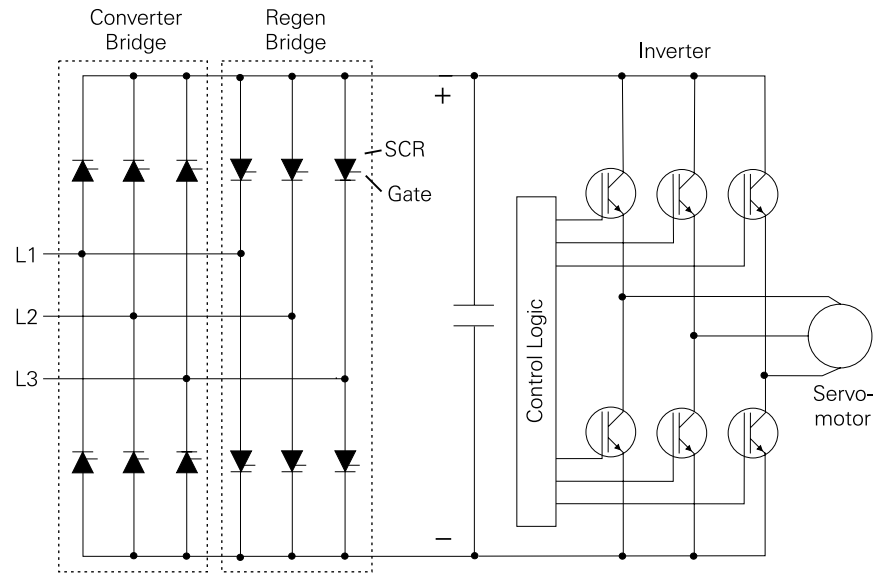 Converter
Bridge
Regen
Bridge
Inverter
+
SCR
Gate
L1
L2
L3
Control Logic
Servo-
motor
−